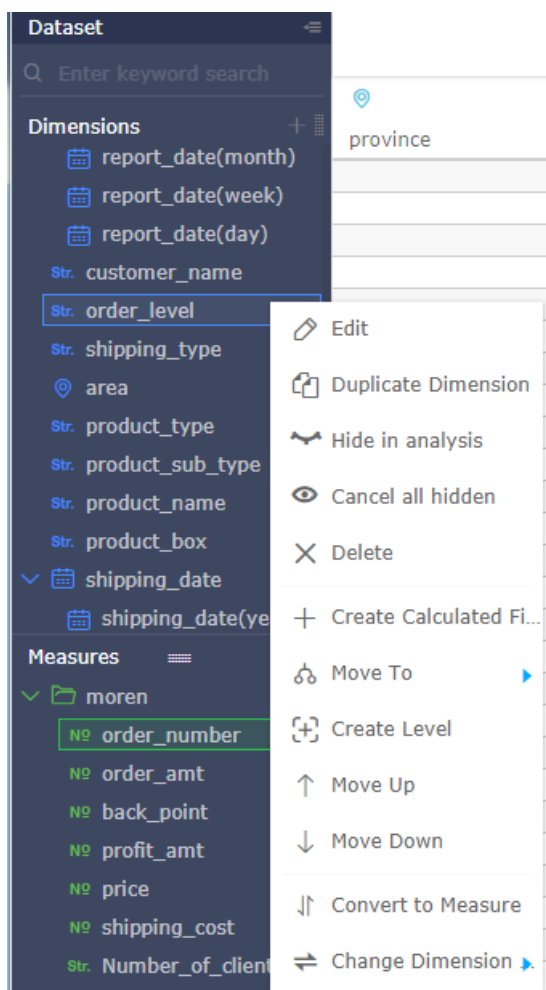 Dataset
Enter keyword search
Dimensions
province
report_date(month)
report_date(week)
report_date(day)
Str. customer_name
Str. order_level
Str. shipping_type
area
Str. product_type
Str. product_sub_type
Str. product_name
Str. product_box
shipping_date
shipping_date(ye
Measures
moren
Nº order_number
Nº order_amt
Nº back_point
Nº profit_amt
Nº price
Nº shipping_cost
Str. Number_of_client
Edit
Duplicate Dimension
Hide in analysis
Cancel all hidden
Delete
Create Calculated Fi...
Move To
Create Level
Move Up
Move Down
Convert to Measure
Change Dimension